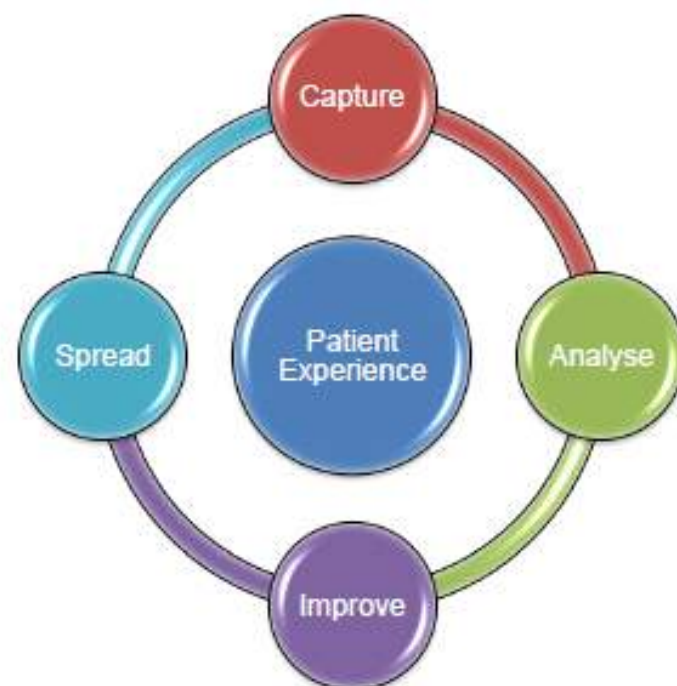 Capture
Spread
Patient
Experience
Analyse
Improve